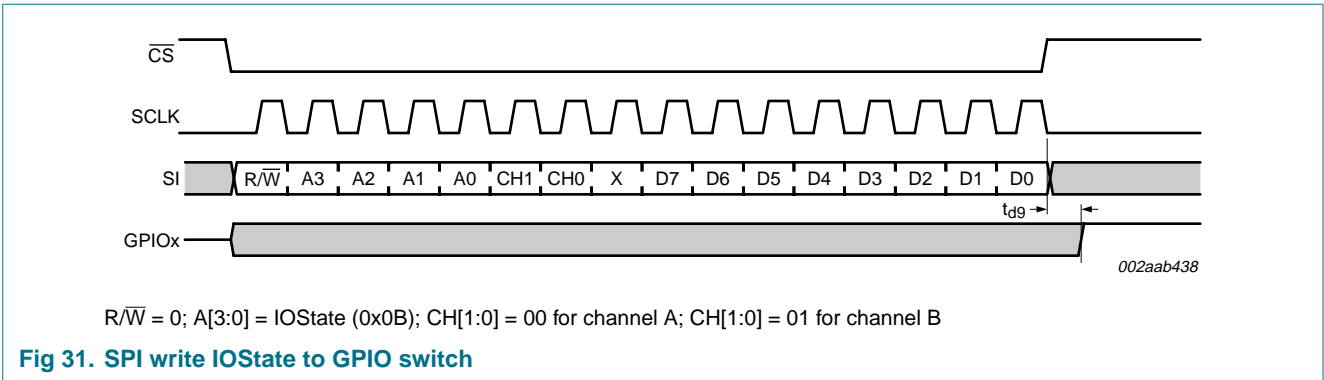 C̅S̅
SCLK
SI R/W̅ A3 A2 A1 A0 CH1 CH0 X D7 D6 D5 D4 D3 D2 D1 D0
td9
GPIOx
002aab438
R/W̅ = 0; A[3:0] = IOState (0x0B); CH[1:0] = 00 for channel A; CH[1:0] = 01 for channel B
Fig 31. SPI write IOState to GPIO switch